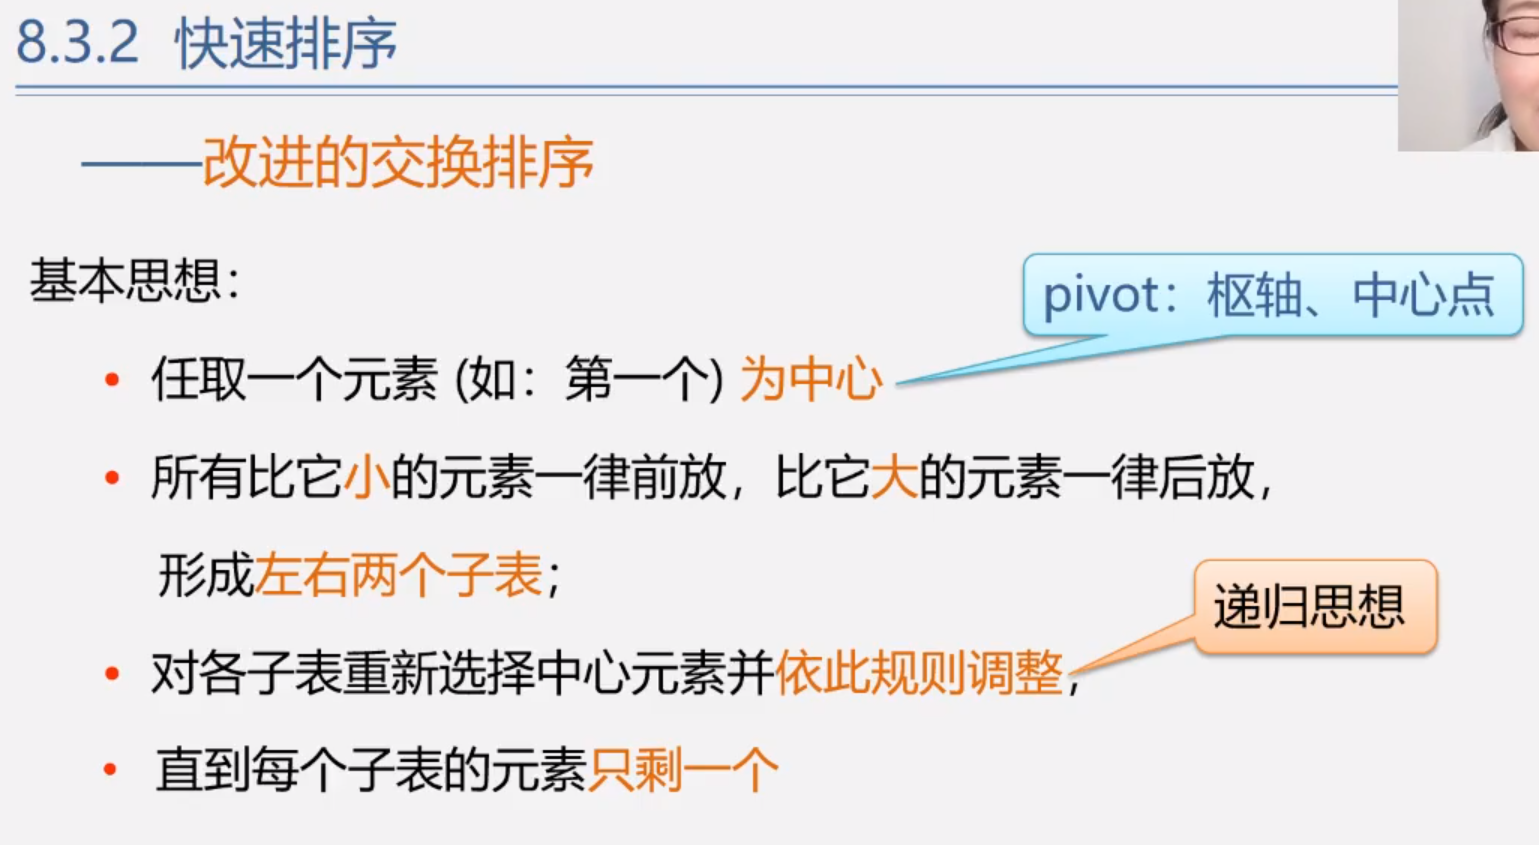 8.3.2 快速排序
——改进的交换排序
基本思想：
pivot：枢轴、中心点
• 任取一个元素 (如：第一个) 为中心
• 所有比它小的元素一律前放，比它大的元素一律后放，
形成左右两个子表；
递归思想
• 对各子表重新选择中心元素并依此规则调整，
• 直到每个子表的元素只剩一个